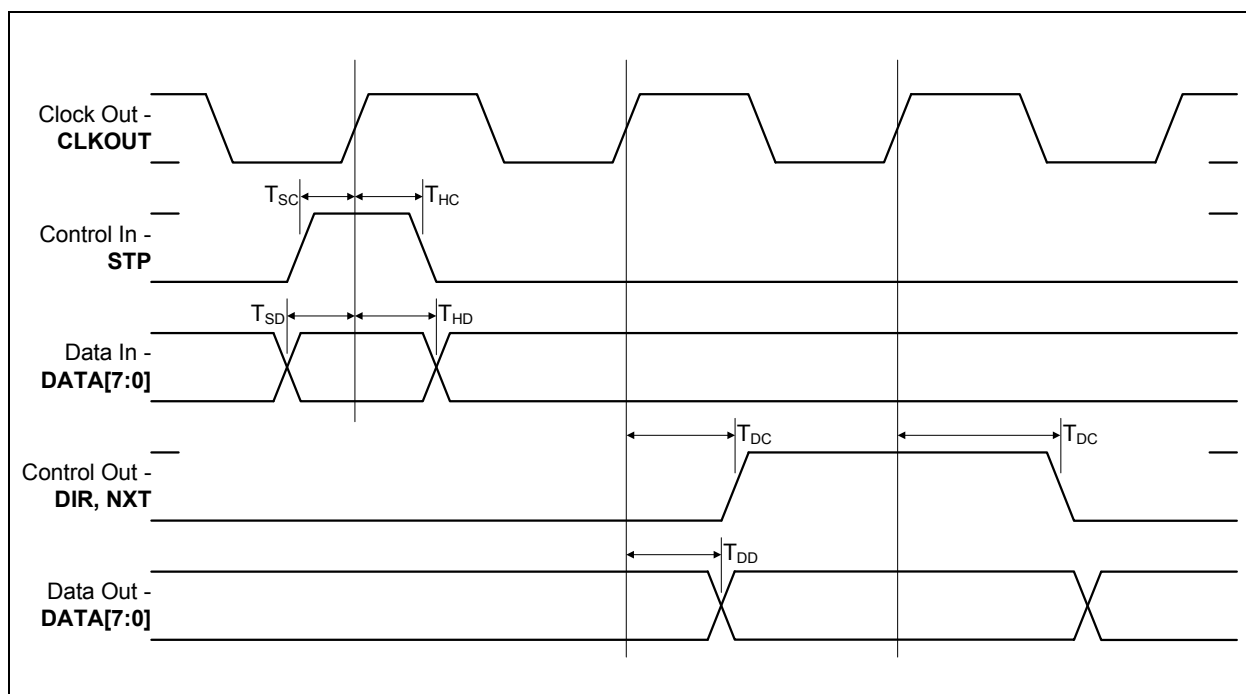 Clock Out -
CLKOUT
TSC
THC
Control In -
STP
TSD
THD
Data In -
DATA[7:0]
TDC
TDC
Control Out -
DIR, NXT
TDD
Data Out -
DATA[7:0]